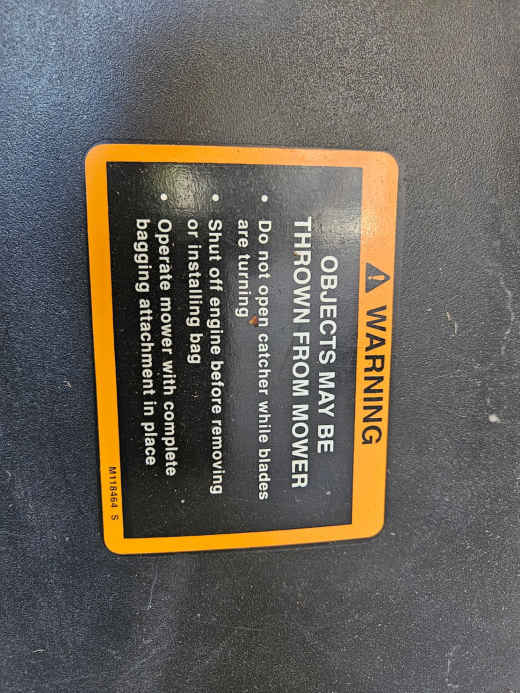 WARNING
OBJECTS MAY BE
THROWN FROM MOWER
• Do not open catcher while blades
are turning
• Shut off engine before removing
or installing bag
• Operate mower with complete
bagging attachment in place
M118464 S